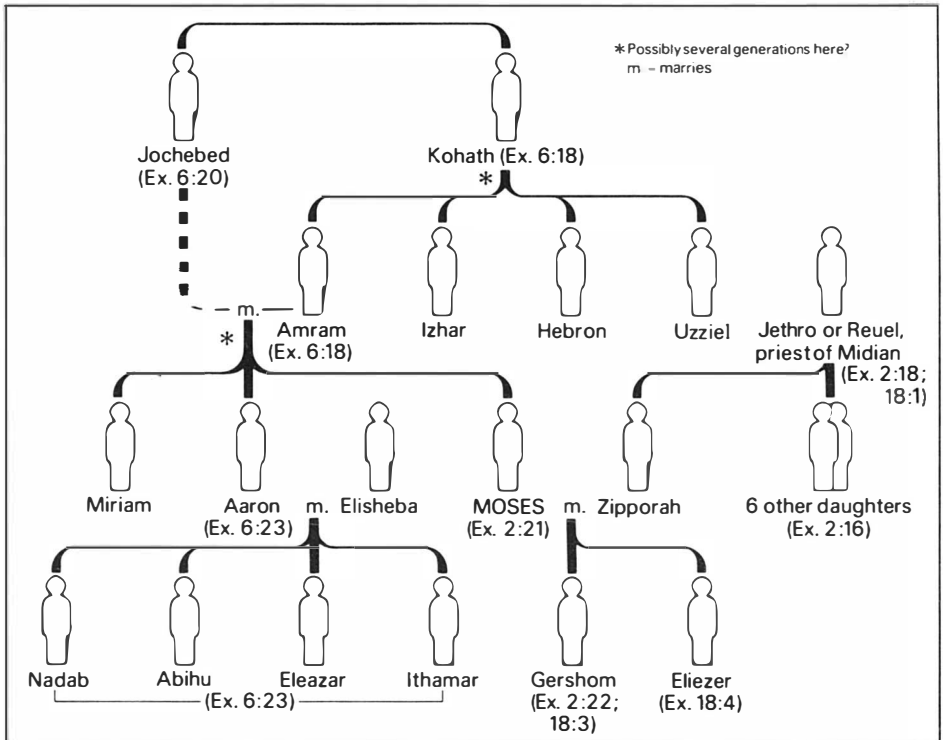 * Possibly several generations here?
m. – marries
Jochebed
(Ex. 6:20)
Kohath (Ex. 6:18)
*
m.
*
Amram
(Ex. 6:18)
Izhar
Hebron
Uzziel
Jethro or Reuel,
priest of Midian
(Ex. 2:18;
18:1)
Miriam
Aaron
(Ex. 6:23)
m.
Elisheba
MOSES
(Ex. 2:21)
m.
Zipporah
6 other daughters
(Ex. 2:16)
Nadab
Abihu
Eleazar
Ithamar
(Ex. 6:23)
Gershom
(Ex. 2:22;
18:3)
Eliezer
(Ex. 18:4)